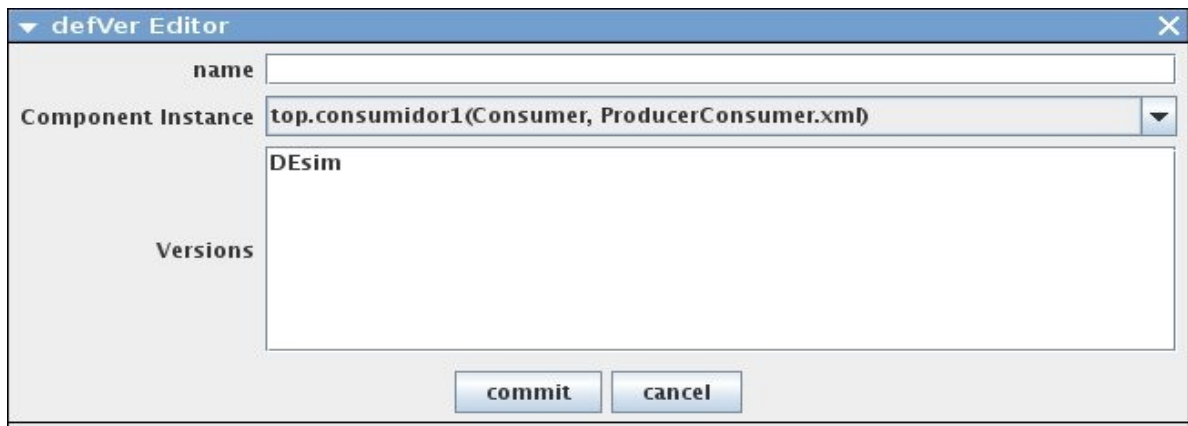 defVer Editor
name
Component Instance top.consumidor1(Consumer, ProducerConsumer.xml)
DEsim
Versions
commit cancel